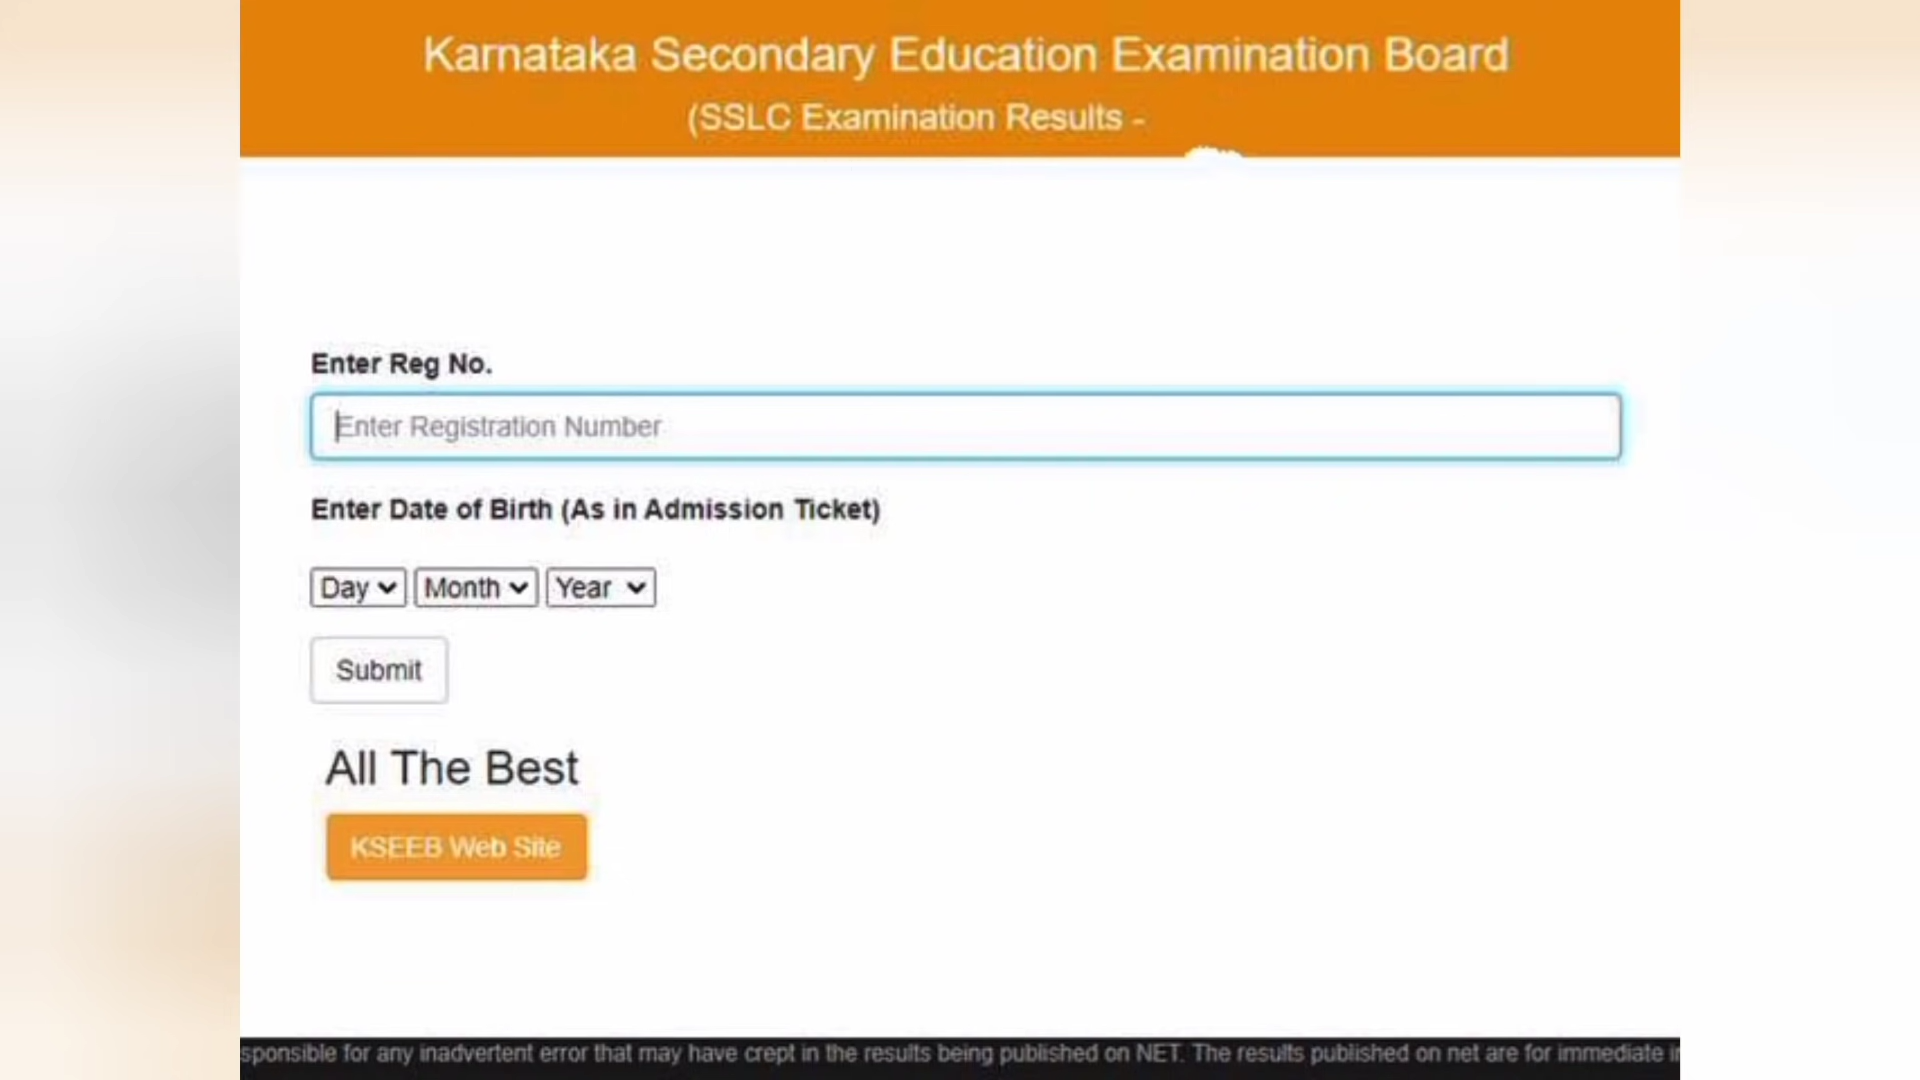 Karnataka Secondary Education Examination Board
(SSLC Examination Results -
Enter Reg No.
Enter Registration Number
Enter Date of Birth (As in Admission Ticket)
Day Month Year
Submit
All The Best
KSEEB Web Site
sponsible for any inadvertent error that may have crept in the results being published on NET. The results published on net are for immediate